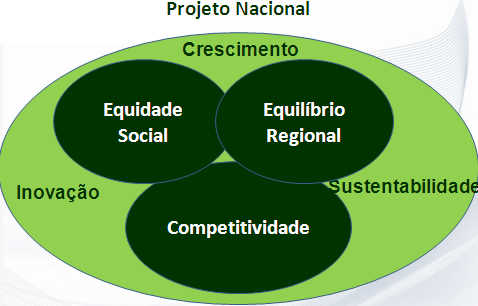 Projeto Nacional
Crescimento
Equidade
Social
Equilíbrio
Regional
Inovação
Sustentabilidade
Competitividade